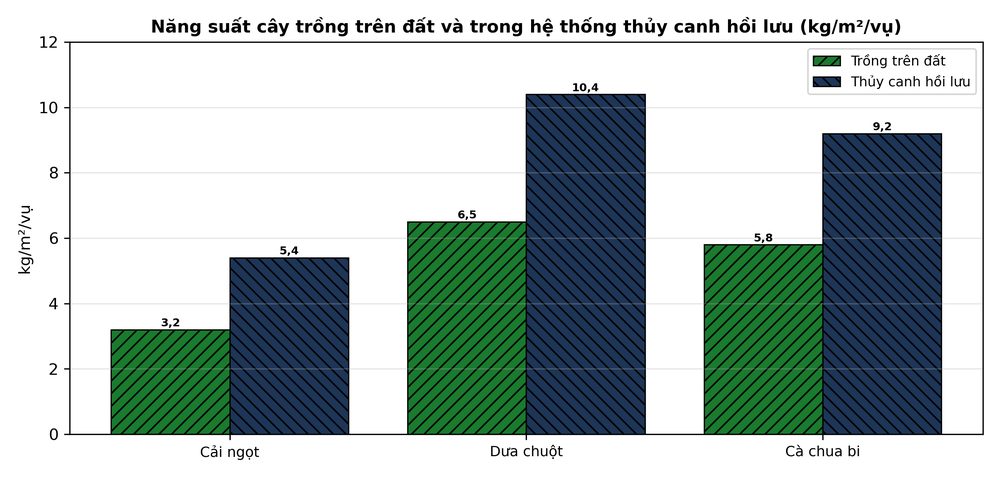 Năng suất cây trồng trên đất và trong hệ thống thủy canh hồi lưu (kg/m²/vụ)
Trồng trên đất
Thủy canh hồi lưu
kg/m²/vụ
12
10
8
6
4
2
0
3,2
5,4
6,5
10,4
5,8
9,2
Cải ngọt
Dưa chuột
Cà chua bi